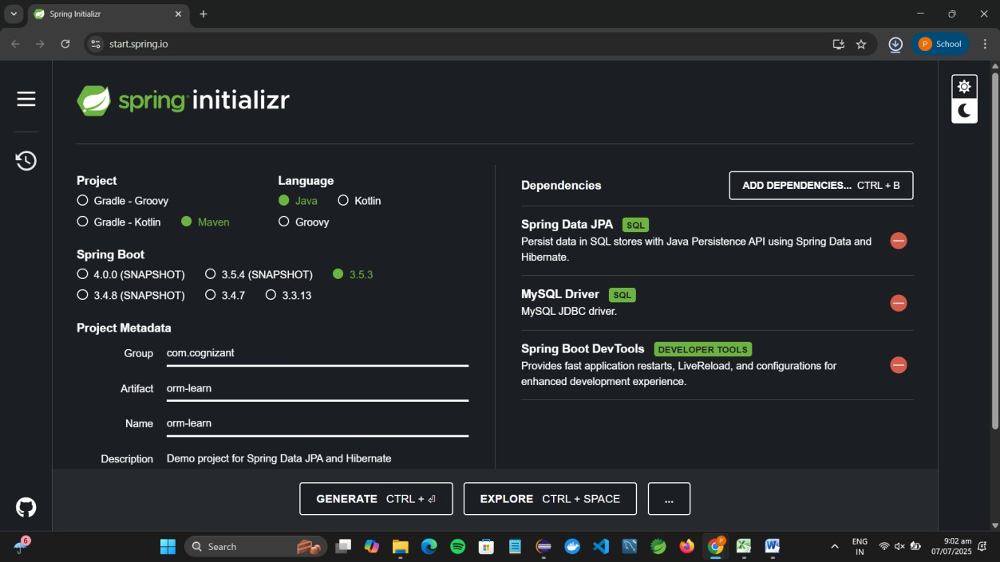 Spring Initializr
start.spring.io
P School
spring initializr
Project
Gradle - Groovy
Gradle - Kotlin Maven
Language
Java Kotlin
Groovy
Spring Boot
4.0.0 (SNAPSHOT) 3.5.4 (SNAPSHOT) 3.5.3
3.4.8 (SNAPSHOT) 3.4.7 3.3.13
Project Metadata
Group com.cognizant
Artifact orm-learn
Name orm-learn
Description Demo project for Spring Data JPA and Hibernate
Dependencies ADD DEPENDENCIES... CTRL + B
Spring Data JPA SQL
Persist data in SQL stores with Java Persistence API using Spring Data and
Hibernate.
MySQL Driver SQL
MySQL JDBC driver.
Spring Boot DevTools DEVELOPER TOOLS
Provides fast application restarts, LiveReload, and configurations for
enhanced development experience.
GENERATE CTRL + ⏎ EXPLORE CTRL + SPACE ...
6
Search
P
ENG
IN
9:02 am
07/07/2025